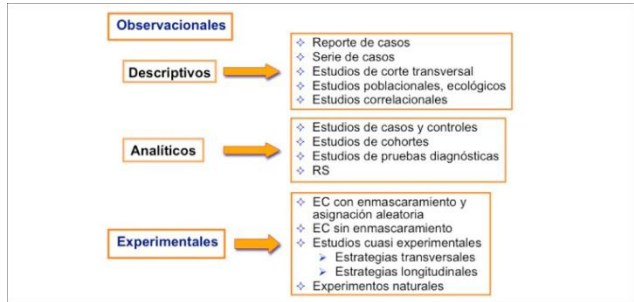 Observacionales
Descriptivos
Reporte de casos
Serie de casos
Estudios de corte transversal
Estudios poblacionales, ecológicos
Estudios correlacionales
Analíticos
Estudios de casos y controles
Estudios de cohortes
Estudios de pruebas diagnósticas
RS
Experimentales
EC con enmascaramiento y
asignación aleatoria
EC sin enmascaramiento
Estudios cuasi experimentales
Estrategias transversales
Estrategias longitudinales
Experimentos naturales